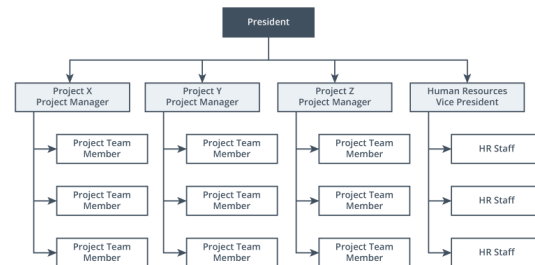 President
Project X
Project Manager
Project Y
Project Manager
Project Z
Project Manager
Human Resources
Vice President
Project Team
Member
Project Team
Member
Project Team
Member
HR Staff
Project Team
Member
Project Team
Member
Project Team
Member
HR Staff
Project Team
Member
Project Team
Member
Project Team
Member
HR Staff